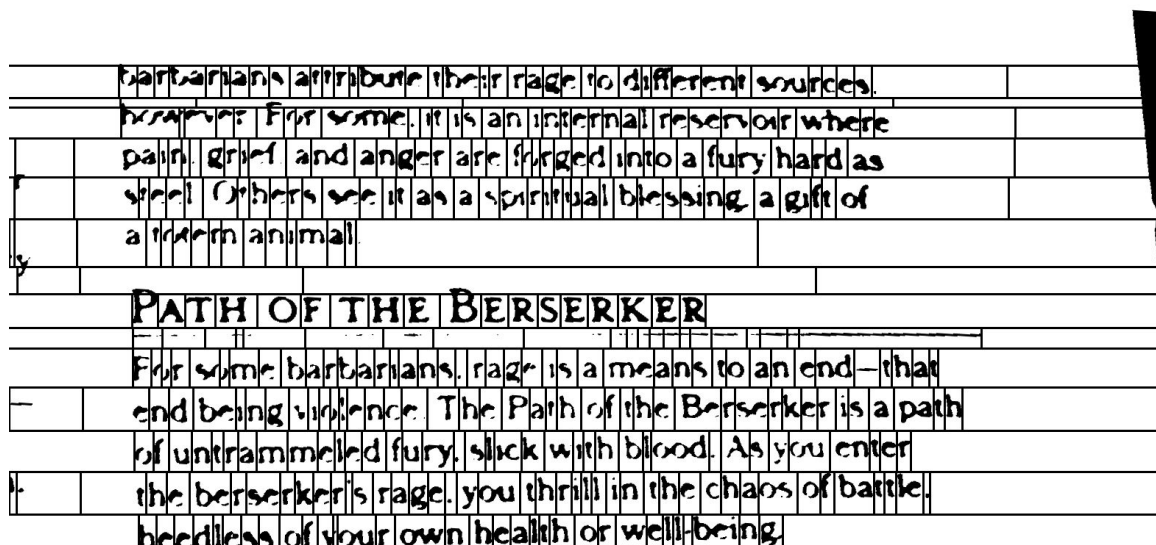 barbarians attribute their rage to different sources,
however. For some, it is an internal reservoir where
pain, grief, and anger are forged into a fury hard as
steel. Others see it as a spiritual blessing, a gift of
a totem animal.
PATH OF THE BERSERKER
For some barbarians, rage is a means to an end—that
end being violence. The Path of the Berserker is a path
of untrammeled fury, slick with blood. As you enter
the berserker's rage, you thrill in the chaos of battle,
heedless of your own health or well-being.